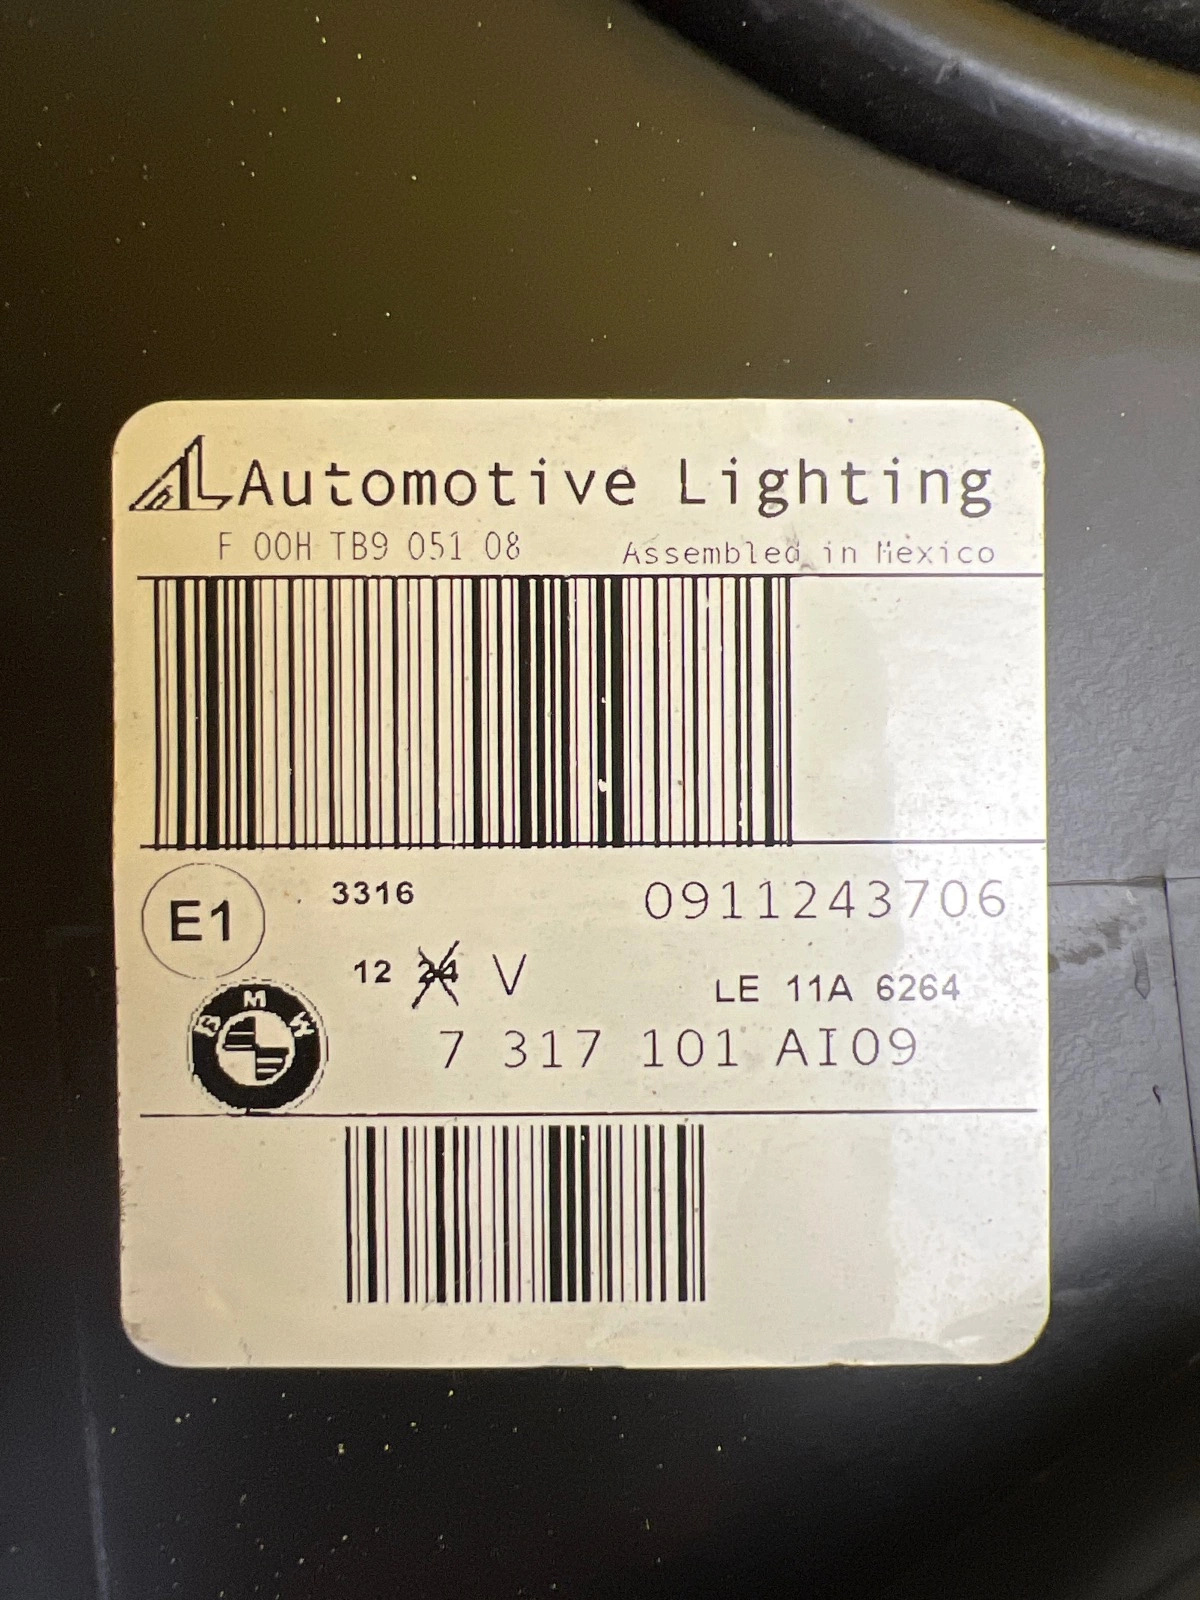 AL Automotive Lighting
F 00H TB9 051 08 Assembled in Mexico
E1 3316 0911243706
12 24 V LE 11A 6264
BMW 7 317 101 AI09